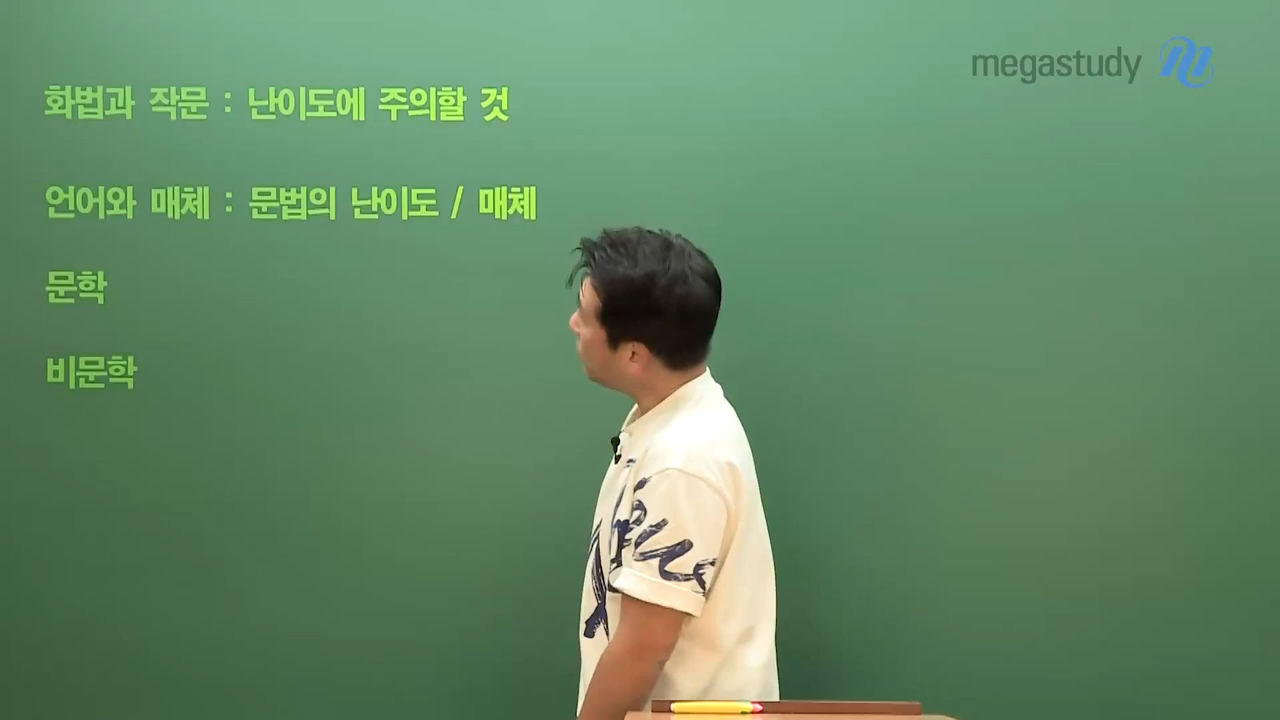 megastudy
화법과 작문 : 난이도에 주의할 것
언어와 매체 : 문법의 난이도 / 매체
문학
비문학